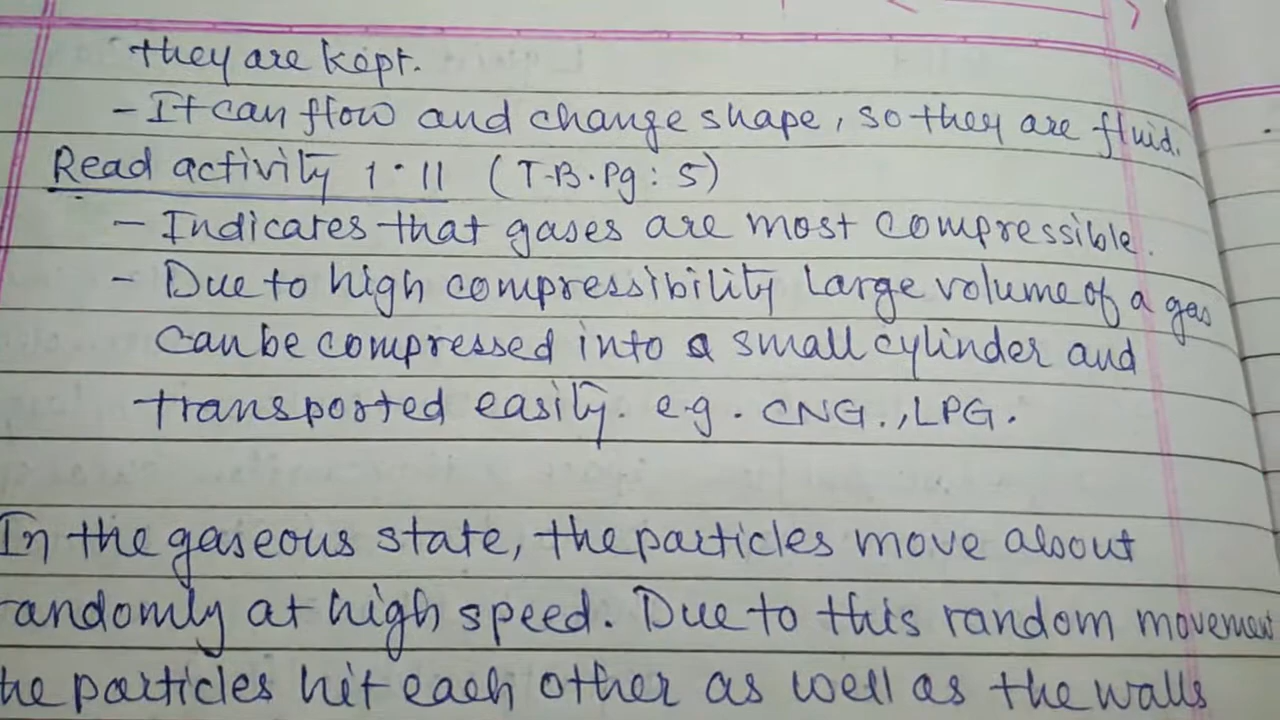 they are kept.
- It can flow and change shape, so they are fluid.
Read activity 1.11 (T.B. Pg: 5)
- Indicates that gases are most compressible.
- Due to high compressibility large volume of a gas
can be compressed into a small cylinder and
transported easily. e.g. CNG., LPG.
In the gaseous state, the particles move about
randomly at high speed. Due to this random movement
he particles hit each other as well as the walls